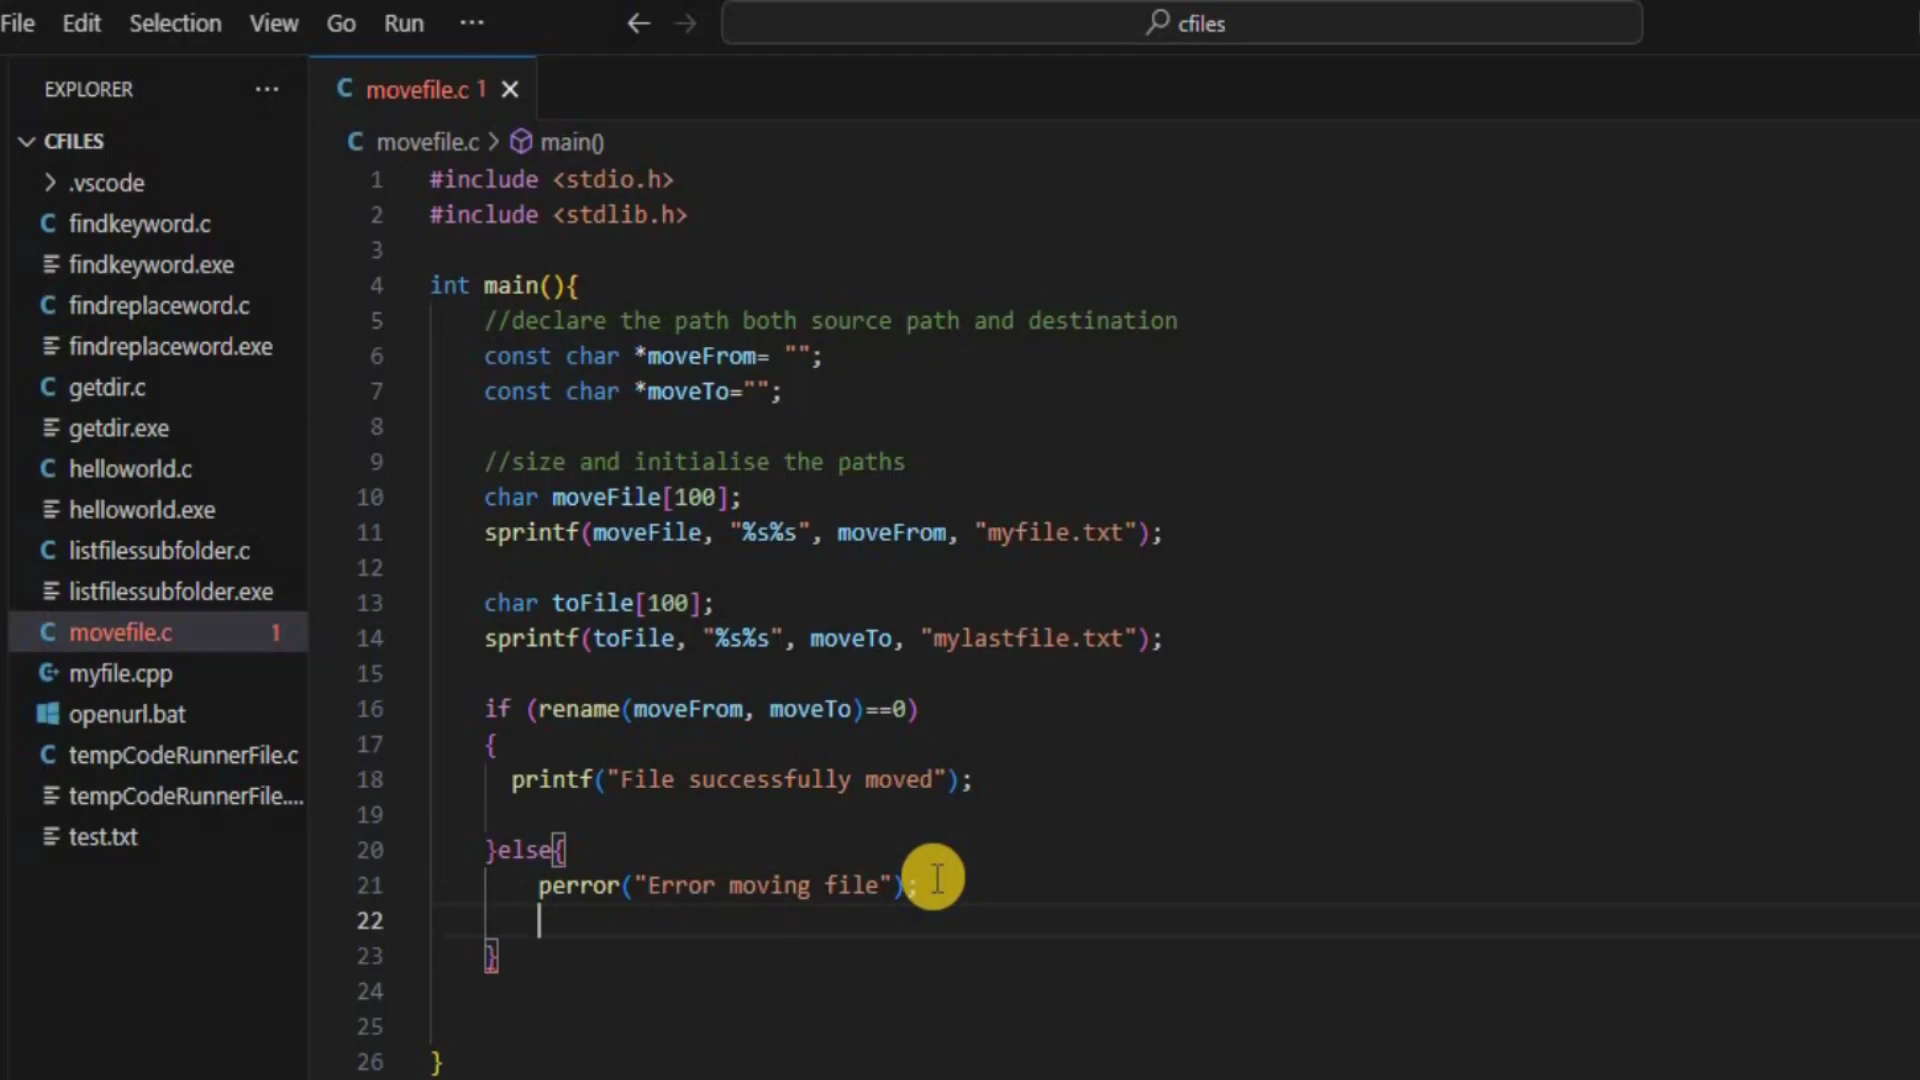 File Edit Selection View Go Run ··· ← → cfiles
EXPLORER ···
CFILES
.vscode
findkeyword.c
findkeyword.exe
findreplaceword.c
findreplaceword.exe
getdir.c
getdir.exe
helloworld.c
helloworld.exe
listfilessubfolder.c
listfilessubfolder.exe
movefile.c 1
myfile.cpp
openurl.bat
tempCodeRunnerFile.c
tempCodeRunnerFile....
test.txt
C movefile.c 1 ×
C movefile.c > main()
1 #include <stdio.h>
2 #include <stdlib.h>
3
4 int main(){
5 //declare the path both source path and destination
6 const char *moveFrom= "";
7 const char *moveTo="";
8
9 //size and initialise the paths
10 char moveFile[100];
11 sprintf(moveFile, "%s%s", moveFrom, "myfile.txt");
12
13 char toFile[100];
14 sprintf(toFile, "%s%s", moveTo, "mylastfile.txt");
15
16 if (rename(moveFrom, moveTo)==0)
17 {
18 printf("File successfully moved");
19
20 }else{
21 perror("Error moving file");
22
23 }
24
25
26 }